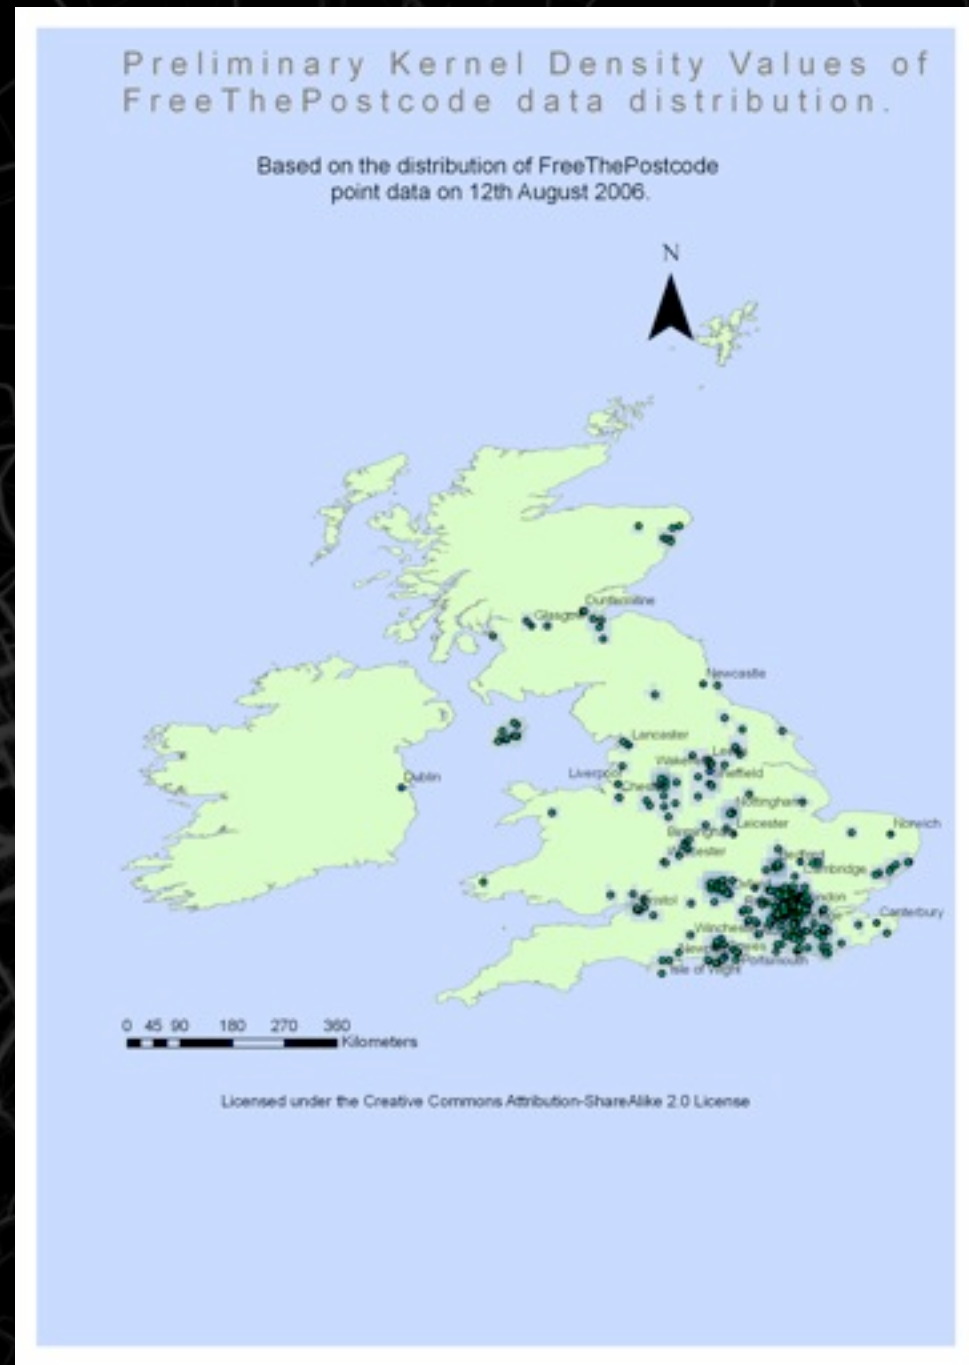 Preliminary Kernel Density Values of
FreeThePostcode data distribution.
Based on the distribution of FreeThePostcode
point data on 12th August 2006.
N
Dunfermline
Glasgow
Newcastle
Lancaster
Dublin
Liverpool
Sheffield
Nottingham
Leicester
Norwich
Cambridge
Canterbury
Portsmouth
Isle of Wight
0 45 90 180 270 360
Kilometers
Licensed under the Creative Commons Attribution-ShareAlike 2.0 License